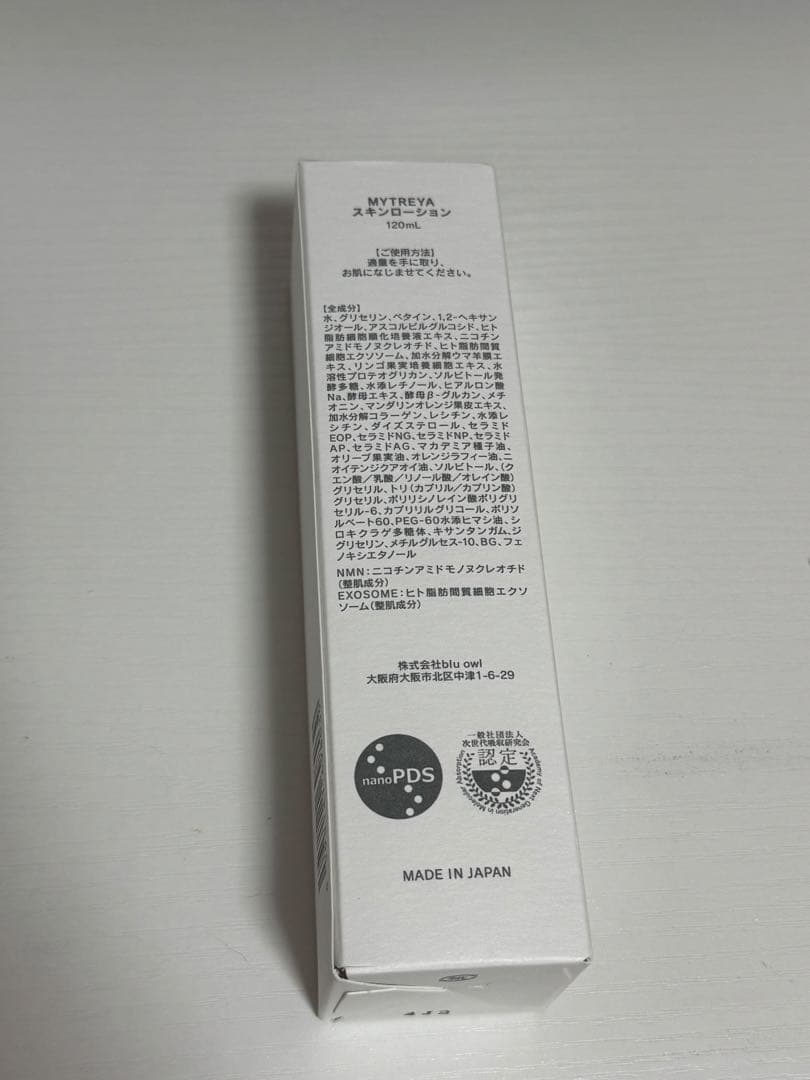 MYTREYA
スキンローション
120mL
【ご使用方法】
適量を手に取り、
お肌になじませてください。
【全成分】
水、グリセリン、ベタイン、1,2-ヘキサン
ジオール、アスコルビルグルコシド、ヒト
脂肪細胞順化培養液エキス、ニコチン
アミドモノヌクレオチド、ヒト脂肪間質
細胞エクソソーム、加水分解ウマ羊膜エ
キス、リンゴ果実培養細胞エキス、水
溶性プロテオグリカン、ソルビトール発
酵多糖、水添レチノール、ヒアルロン酸
Na、酵母エキス、酵母β-グルカン、メチ
オニン、マンダリンオレンジ果皮エキス、
加水分解コラーゲン、レシチン、水添レ
シチン、ダイズステロール、セラミド
EOP、セラミドNG、セラミドNP、セラミド
AP、セラミドAG、マカデミア種子油、
オリーブ果実油、オレンジラフィー油、ニ
オイテンジクアオイ油、ソルビトール、(ク
エン酸/乳酸/リノール酸/オレイン酸)
グリセリル、トリ(カプリル/カプリン酸)
グリセリル、ポリリシノレイン酸ポリグリ
セリル-6、カプリリルグリコール、ポリソ
ルベート60、PEG-60水添ヒマシ油、シ
ロキクラゲ多糖体、キサンタンガム、ジ
グリセリン、メチルグルセス-10、BG、フェ
ノキシエタノール
NMN:ニコチンアミドモノヌクレオチド
(整肌成分)
EXOSOME:ヒト脂肪間質細胞エクソ
ソーム(整肌成分)
株式会社blu owl
大阪府大阪市北区中津1-6-29
nanoPDS
一般社団法人
次世代吸収研究会
認定
Academy of Next Generation in Molecular Absorption
MADE IN JAPAN